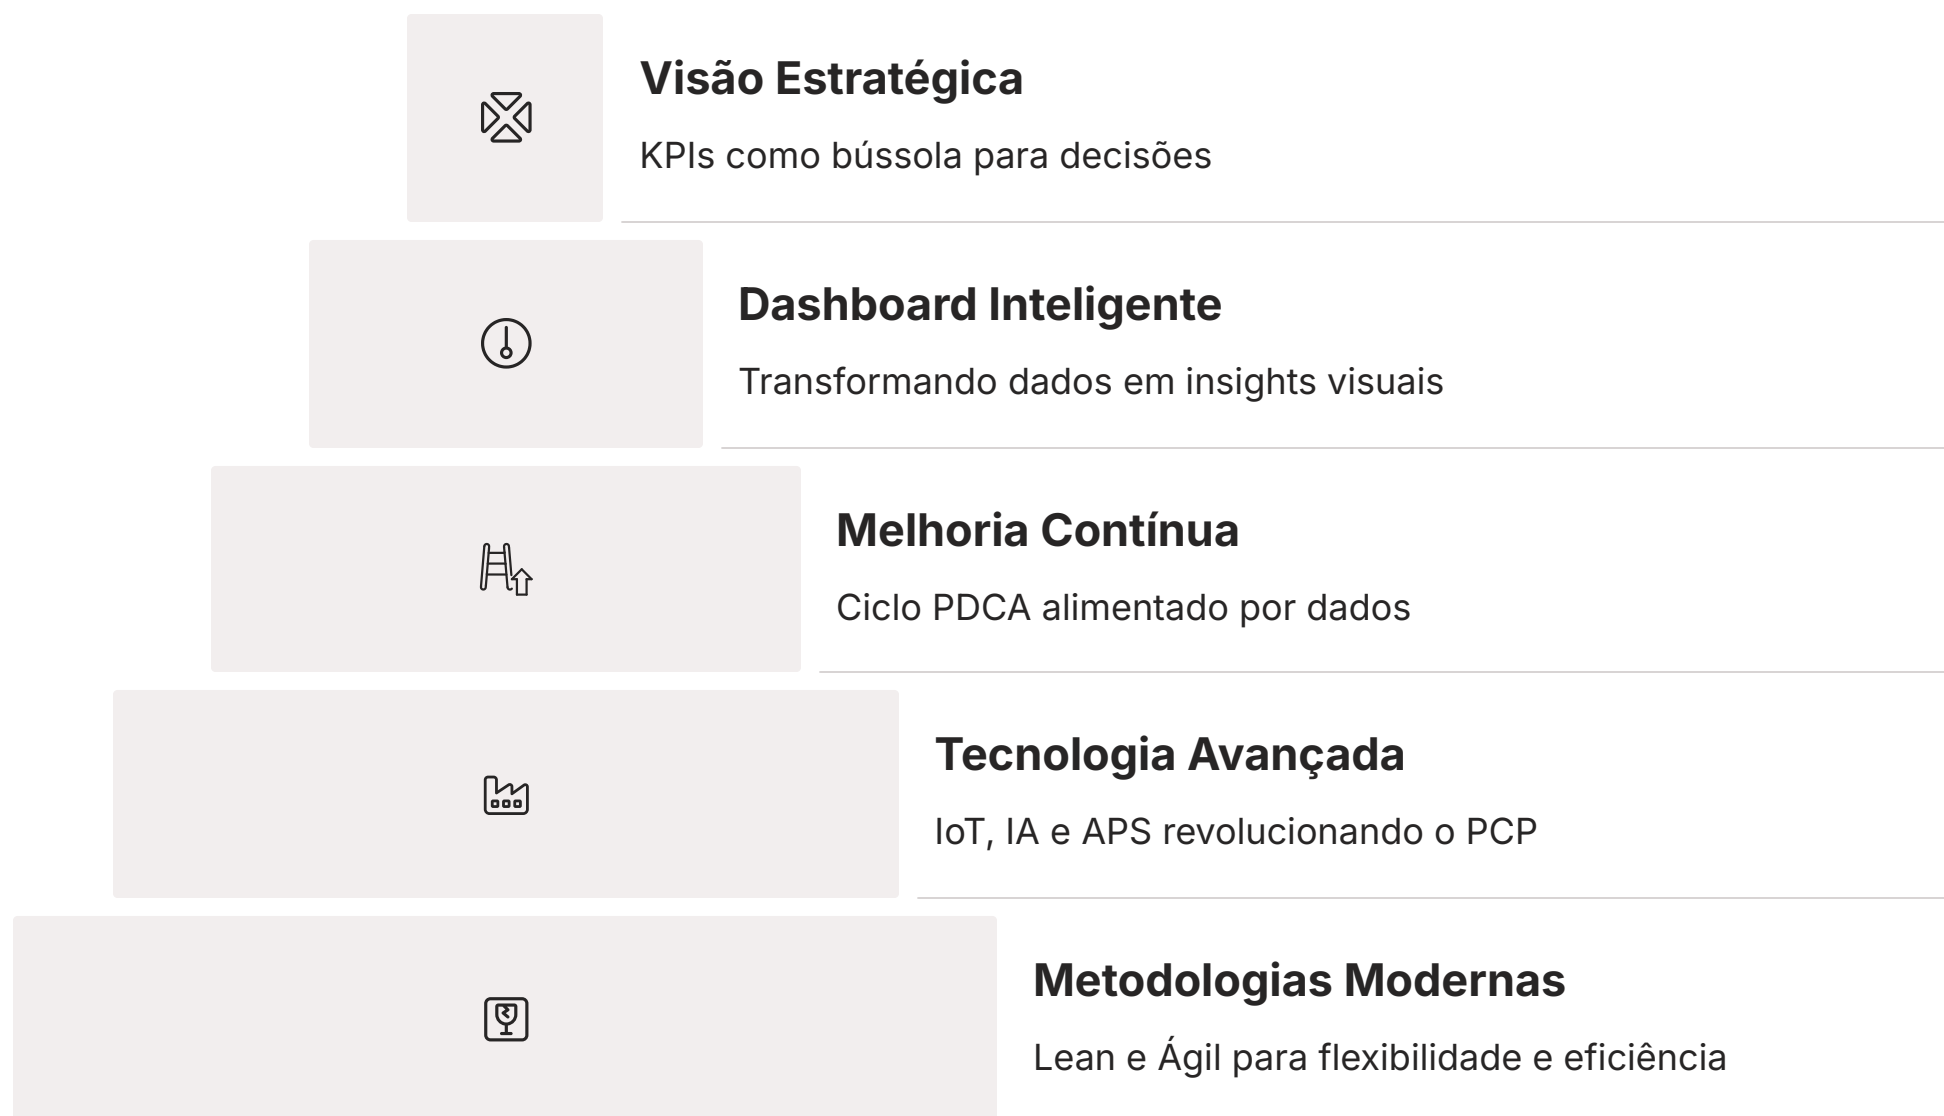 Visão Estratégica
KPIs como bússola para decisões
Dashboard Inteligente
Transformando dados em insights visuais
Melhoria Contínua
Ciclo PDCA alimentado por dados
Tecnologia Avançada
IoT, IA e APS revolucionando o PCP
Metodologias Modernas
Lean e Ágil para flexibilidade e eficiência